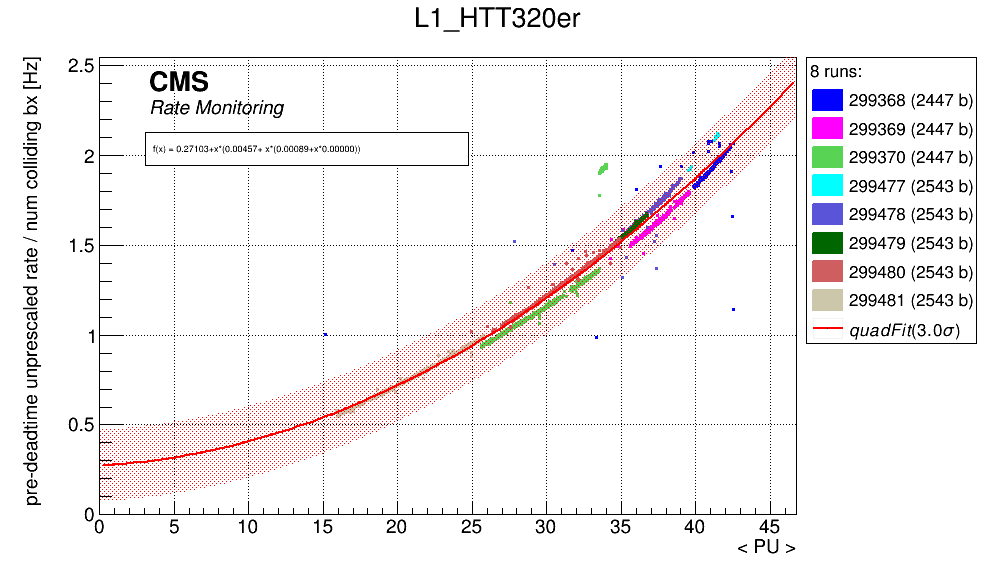 L1_HTT320er
pre-deadtime unprescaled rate / num colliding bx [Hz]
CMS
Rate Monitoring
f(x) = 0.27103+x*(0.00457+ x*(0.00089+x*0.00000))
2.5
2
1.5
1
0.5
0
0 5 10 15 20 25 30 35 40 45
< PU >
8 runs:
299368 (2447 b)
299369 (2447 b)
299370 (2447 b)
299477 (2543 b)
299478 (2543 b)
299479 (2543 b)
299480 (2543 b)
299481 (2543 b)
quadFit(3.0σ)